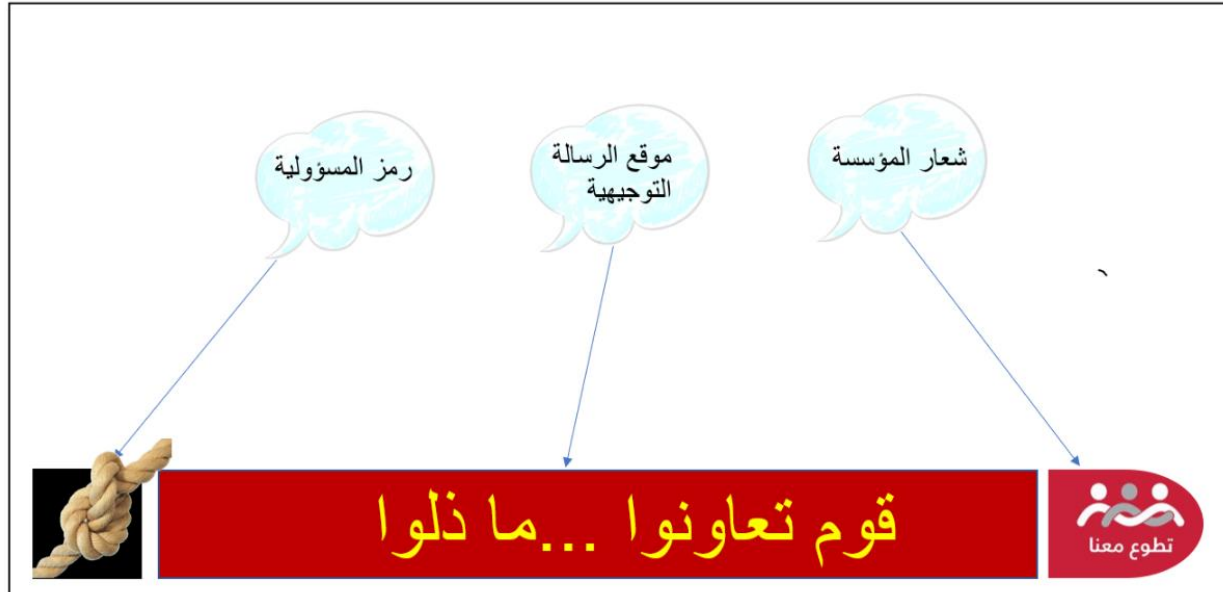 شعار المؤسسة
موقع الرسالة
التوجيهية
رمز المسؤولية
قوم تعاونوا ...ما ذلوا
تطوع معنا